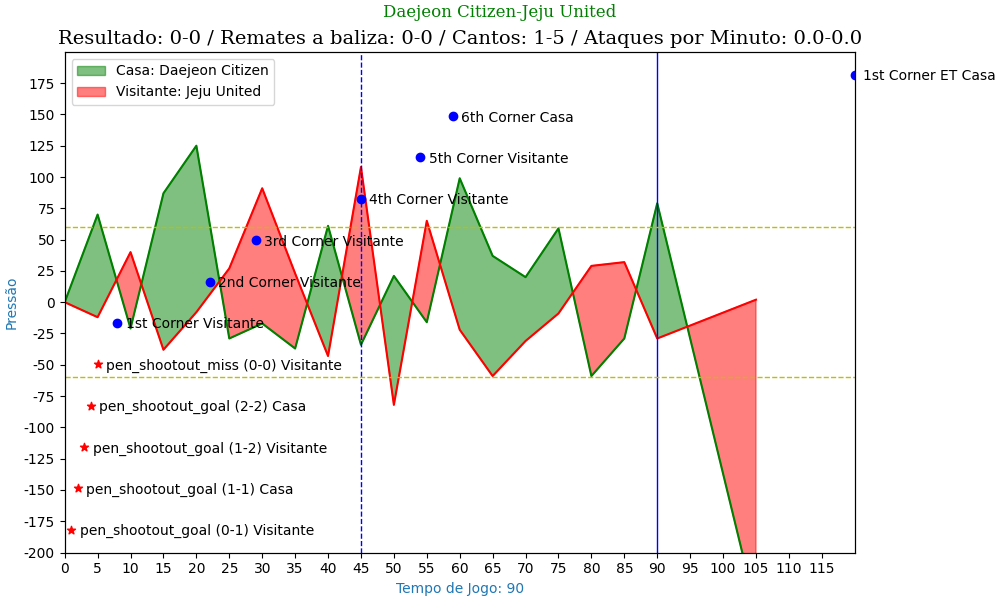 Daejeon Citizen-Jeju United
Resultado: 0-0 / Remates a baliza: 0-0 / Cantos: 1-5 / Ataques por Minuto: 0.0-0.0
Casa: Daejeon Citizen
Visitante: Jeju United
1st Corner ET Casa
6th Corner Casa
5th Corner Visitante
4th Corner Visitante
3rd Corner Visitante
2nd Corner Visitante
1st Corner Visitante
pen_shootout_miss (0-0) Visitante
pen_shootout_goal (2-2) Casa
pen_shootout_goal (1-2) Visitante
pen_shootout_goal (1-1) Casa
pen_shootout_goal (0-1) Visitante
Pressão
175
150
125
100
75
50
25
0
-25
-50
-75
-100
-125
-150
-175
-200
0 5 10 15 20 25 30 35 40 45 50 55 60 65 70 75 80 85 90 95 100 105 110 115
Tempo de Jogo: 90